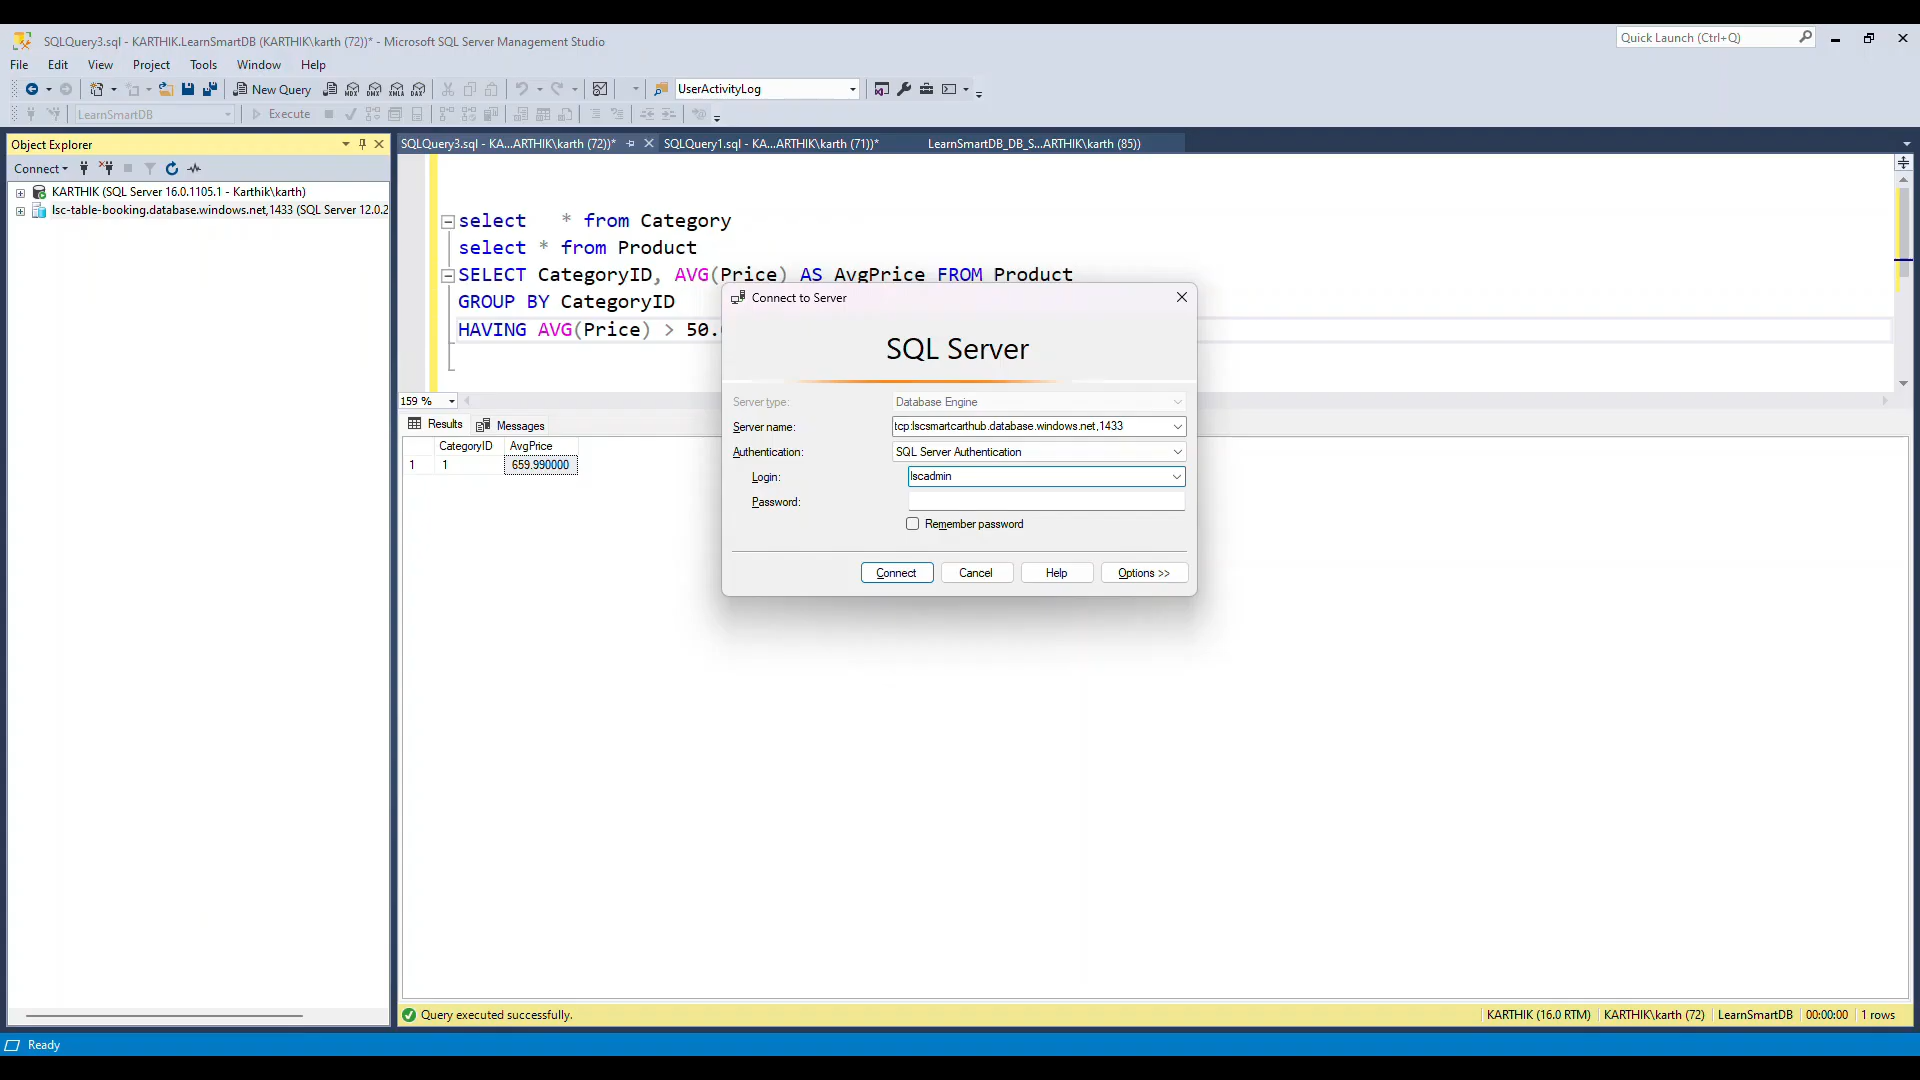 SQLQuery3.sql - KARTHIK.LearnSmartDB (KARTHIK\karth (72))* - Microsoft SQL Server Management Studio
Quick Launch (Ctrl+Q)
File Edit View Project Tools Window Help
New Query MDX DMX XMLA DAX UserActivityLog
LearnSmartDB Execute
Object Explorer
SQLQuery3.sql - KA...ARTHIK\karth (72))* SQLQuery1.sql - KA...ARTHIK\karth (71))* LearnSmartDB_DB_S...ARTHIK\karth (85))
Connect
KARTHIK (SQL Server 16.0.1105.1 - Karthik\karth)
lsc-table-booking.database.windows.net,1433 (SQL Server 12.0.2
select * from Category
select * from Product
SELECT CategoryID, AVG(Price) AS AvgPrice FROM Product
GROUP BY CategoryID
HAVING AVG(Price) > 50.
159 %
Results Messages
CategoryID AvgPrice
1 1 659.990000
Connect to Server
SQL Server
Server type: Database Engine
Server name: tcp:lscsmartcarthub.database.windows.net,1433
Authentication: SQL Server Authentication
Login: lscadmin
Password:
Remember password
Connect Cancel Help Options >>
Query executed successfully.
KARTHIK (16.0 RTM) KARTHIK\karth (72) LearnSmartDB 00:00:00 1 rows
Ready